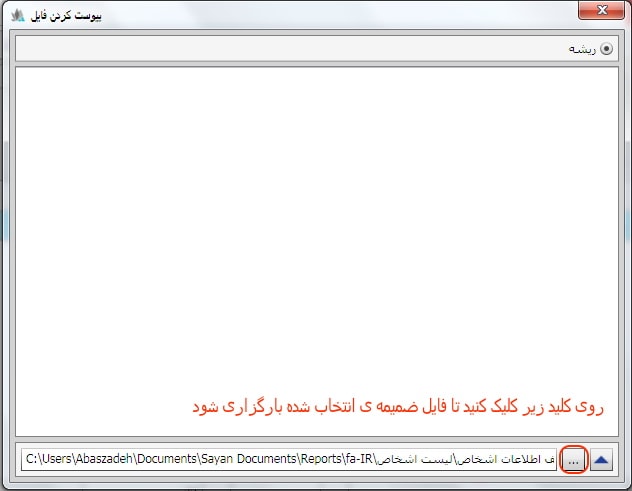 پیوست کردن فایل
ریشه
روی کلید زیر کلیک کنید تا فایل ضمیمه ی انتخاب شده بارگزاری شود
C:\Users\Abaszadeh\Documents\Sayan Documents\Reports\fa-IR\ف اطلاعات اشخاص\لیست اشخاص
...